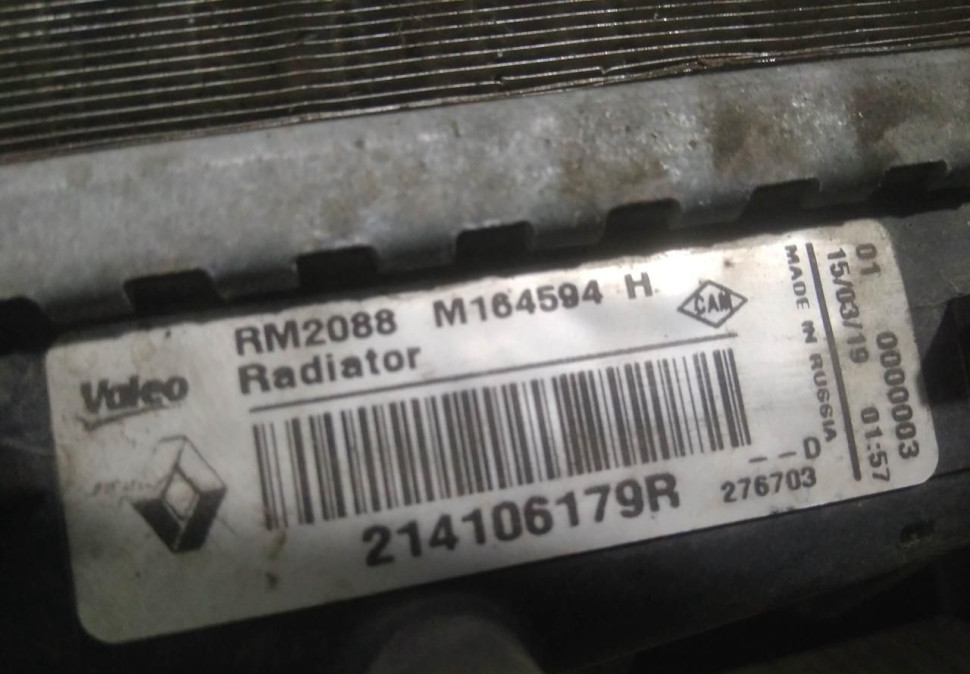 Valeo
RM2088 M164594 H
CAM
Radiator
214106179R
--D
276703
MADE IN RUSSIA
01 0000003
15/03/19 01:57